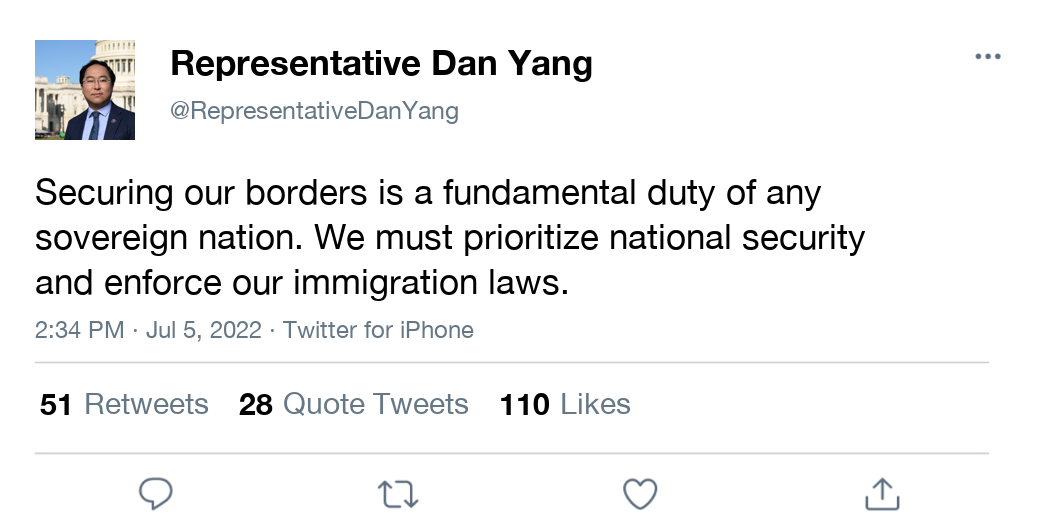 Representative Dan Yang
@RepresentativeDanYang
Securing our borders is a fundamental duty of any
sovereign nation. We must prioritize national security
and enforce our immigration laws.
2:34 PM · Jul 5, 2022 · Twitter for iPhone
51 Retweets 28 Quote Tweets 110 Likes